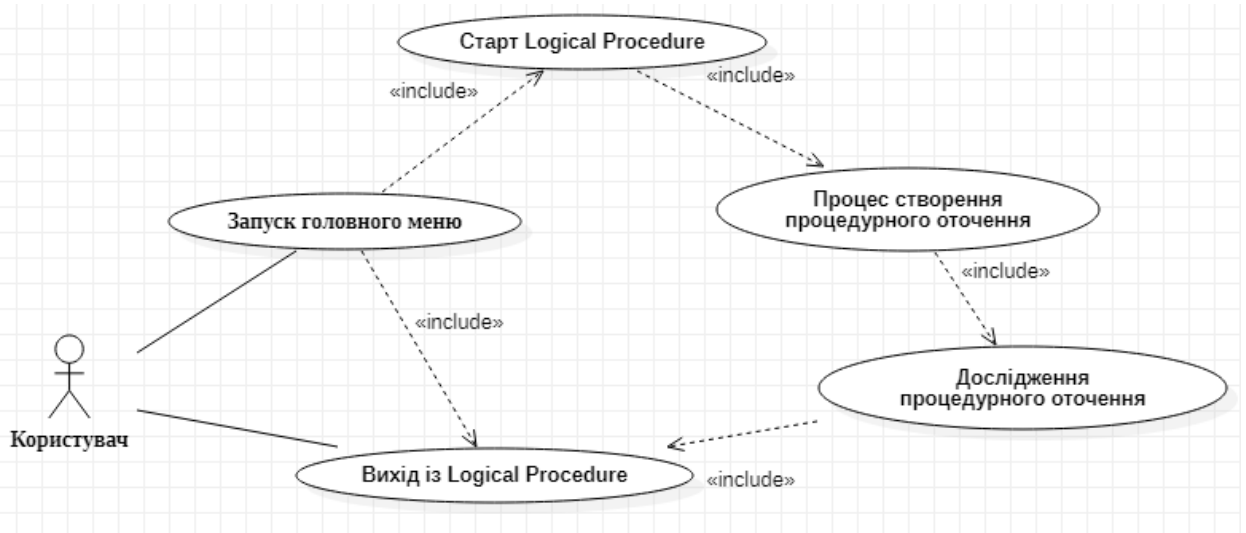 Старт Logical Procedure
«include»
«include»
Процес створення
процедурного оточення
Запуск головного меню
«include»
«include»
Дослідження
процедурного оточення
Користувач
Вихід із Logical Procedure
«include»